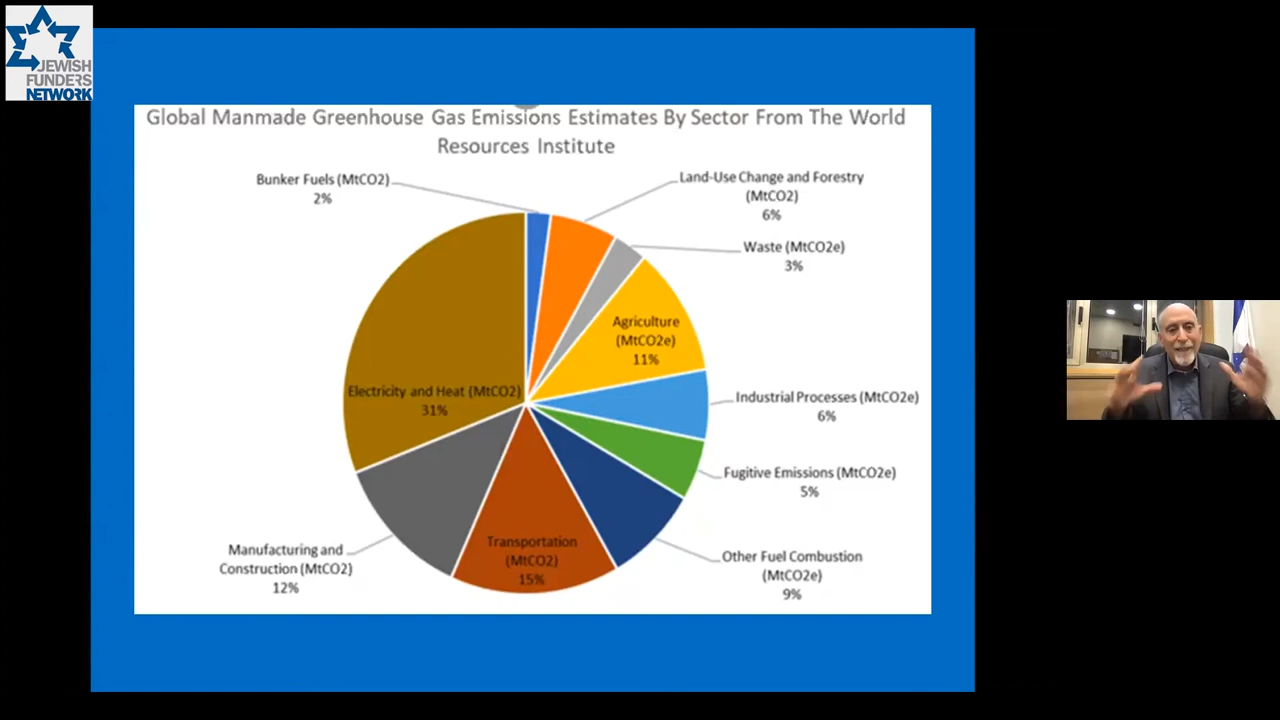 JEWISH
FUNDERS
NETWORK
Global Manmade Greenhouse Gas Emissions Estimates By Sector From The World
Resources Institute
Bunker Fuels (MtCO2)
2%
Land-Use Change and Forestry
(MtCO2)
6%
Waste (MtCO2e)
3%
Agriculture
(MtCO2e)
11%
Industrial Processes (MtCO2e)
6%
Fugitive Emissions (MtCO2e)
5%
Other Fuel Combustion
(MtCO2e)
9%
Transportation
(MtCO2)
15%
Manufacturing and
Construction (MtCO2)
12%
Electricity and Heat (MtCO2)
31%